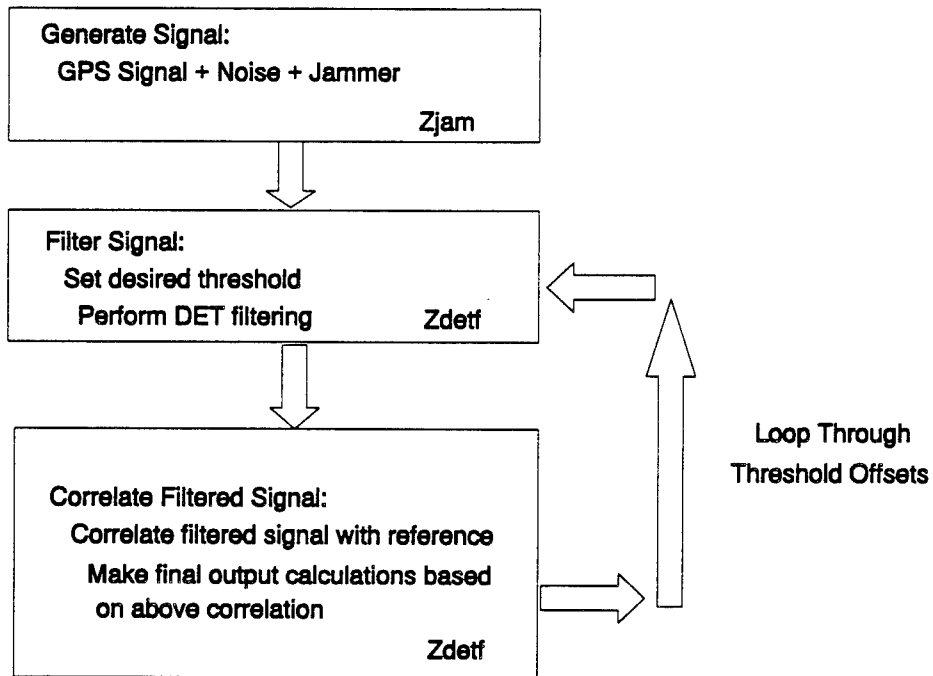 Generate Signal:
GPS Signal + Noise + Jammer
Zjam
Filter Signal:
Set desired threshold
Perform DET filtering
Zdetf
Correlate Filtered Signal:
Correlate filtered signal with reference
Make final output calculations based
on above correlation
Zdetf
Loop Through
Threshold Offsets